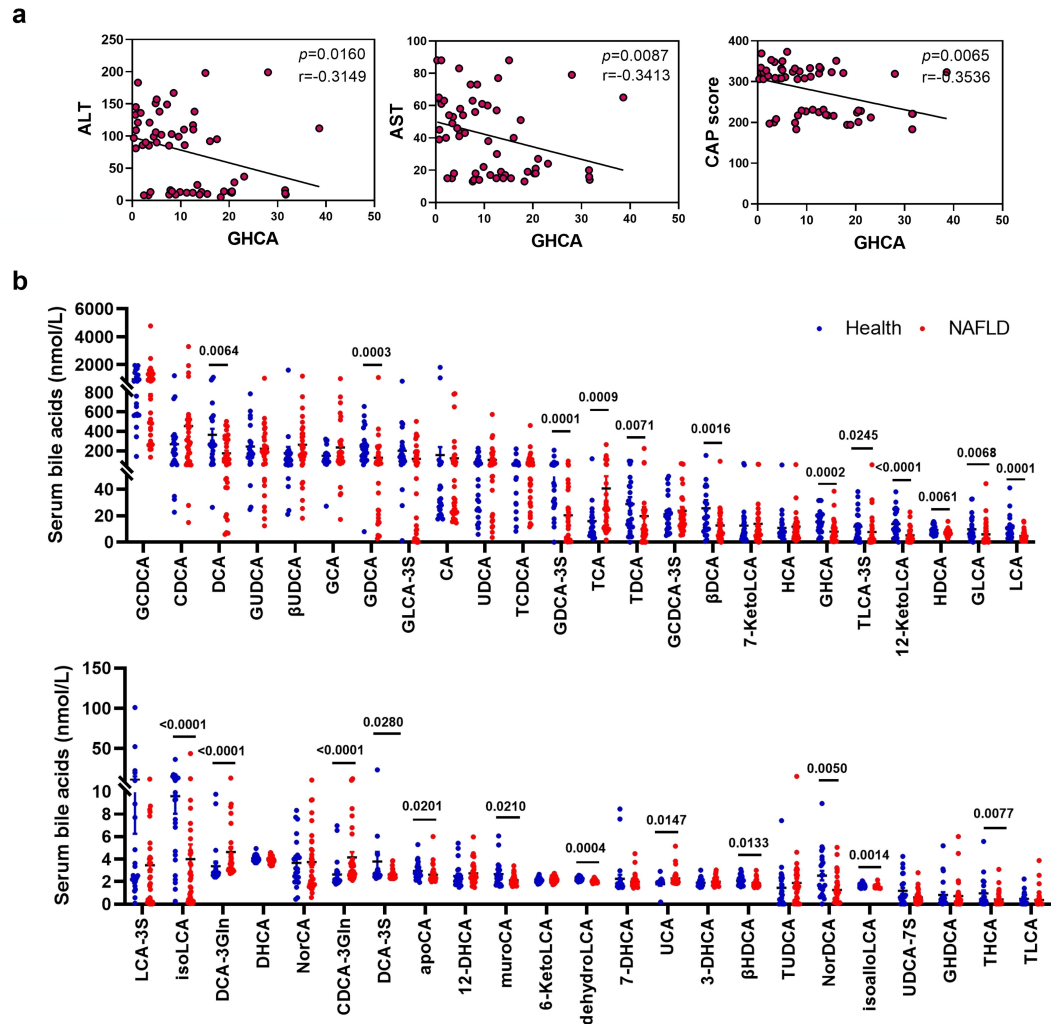 a
p=0.0160
r=-0.3149
ALT
250
200
150
100
50
0
0 10 20 30 40 50
GHCA
p=0.0087
r=-0.3413
AST
100
80
60
40
20
0
0 10 20 30 40 50
GHCA
p=0.0065
r=-0.3536
CAP score
400
300
200
100
0
0 10 20 30 40 50
GHCA
b
Serum bile acids (nmol/L)
6000
2000
800
600
400
200
40
20
0
Health NAFLD
0.0064
0.0003
0.0001
0.0009
0.0071
0.0016
0.0002
0.0245
<0.0001
0.0061
0.0068
0.0001
GCDCA
CDCA
DCA
GUDCA
βUDCA
GCA
GDCA
GLCA-3S
CA
UDCA
TCDCA
GDCA-3S
TCA
TDCA
GCDCA-3S
βDCA
7-KetoLCA
HCA
GHCA
TLCA-3S
12-KetoLCA
HDCA
GLCA
LCA
Serum bile acids (nmol/L)
150
100
50
10
8
6
4
2
0
<0.0001
<0.0001
<0.0001
0.0280
0.0201
0.0210
0.0004
0.0147
0.0133
0.0050
0.0014
0.0077
LCA-3S
isoLCA
DCA-3Gln
DHCA
NorCA
CDCA-3Gln
DCA-3S
apoCA
12-DHCA
muroCA
6-KetoLCA
dehydroLCA
7-DHCA
UCA
3-DHCA
βHDCA
TUDCA
NorDCA
isoalloLCA
UDCA-7S
GHDCA
THCA
TLCA